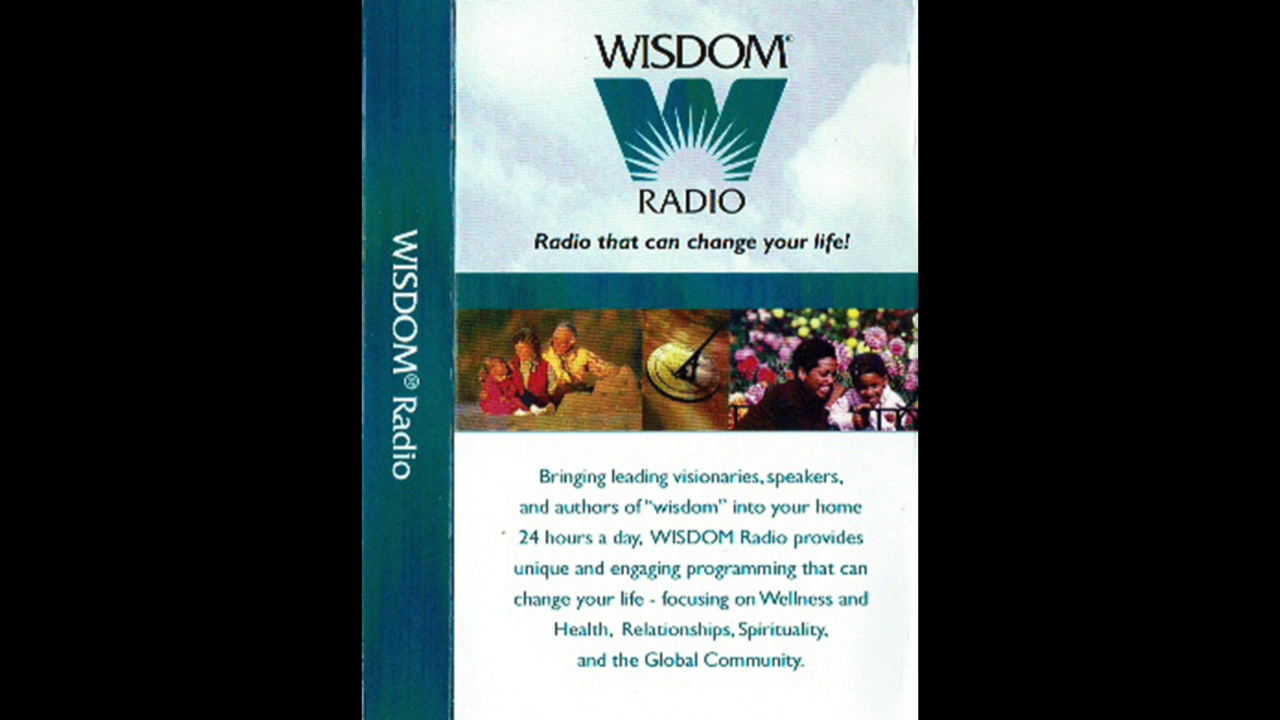 WISDOM® Radio
WISDOM®
RADIO
Radio that can change your life!
Bringing leading visionaries, speakers,
and authors of "wisdom" into your home
24 hours a day, WISDOM Radio provides
unique and engaging programming that can
change your life - focusing on Wellness and
Health, Relationships, Spirituality,
and the Global Community.